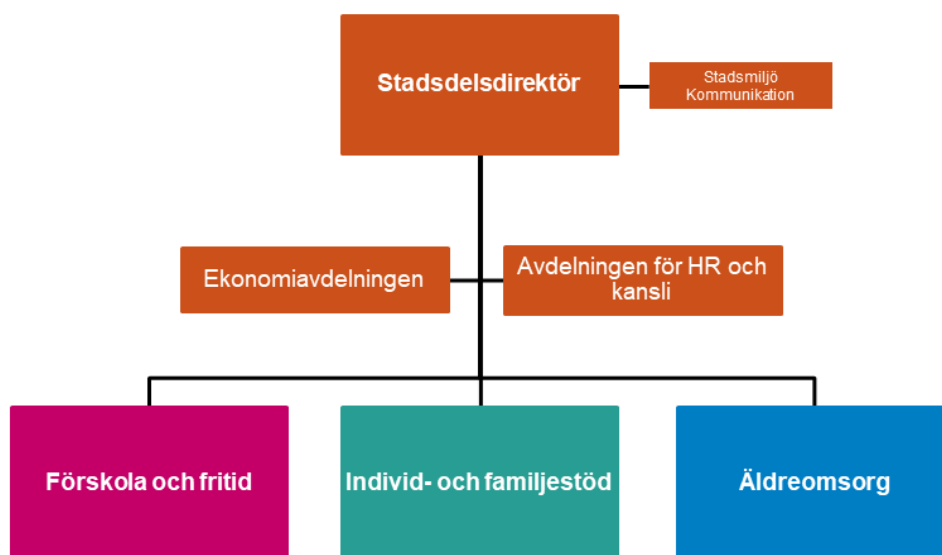 Stadsdelsdirektör
Stadsmiljö
Kommunikation
Ekonomiavdelningen
Avdelningen för HR och
kansli
Förskola och fritid
Individ- och familjestöd
Äldreomsorg